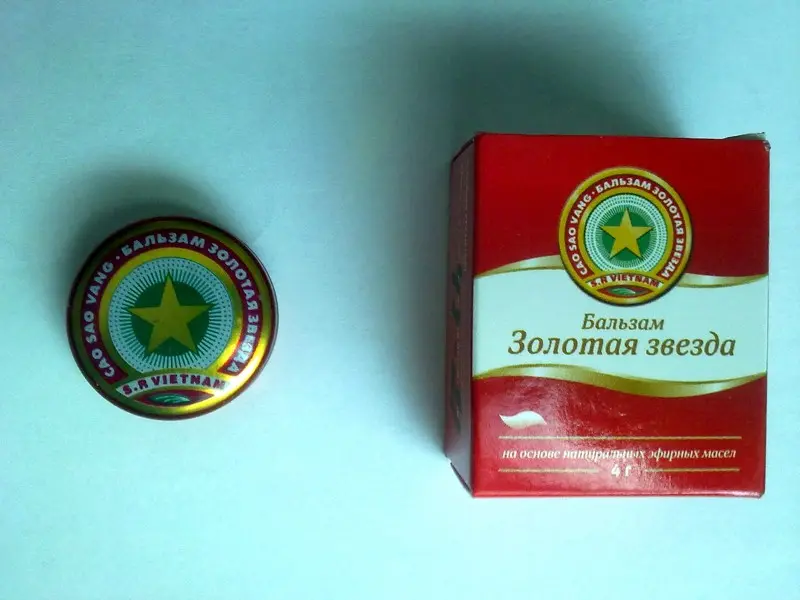 CAO SAO VANG · БАЛЬЗАМ ЗОЛОТАЯ ЗВЕЗДА
S.R VIETNAM
CAO SAO VANG · БАЛЬЗАМ ЗОЛОТАЯ ЗВЕЗДА
S.R VIETNAM
Бальзам
Золотая звезда
на основе натуральных эфирных масел
4 г